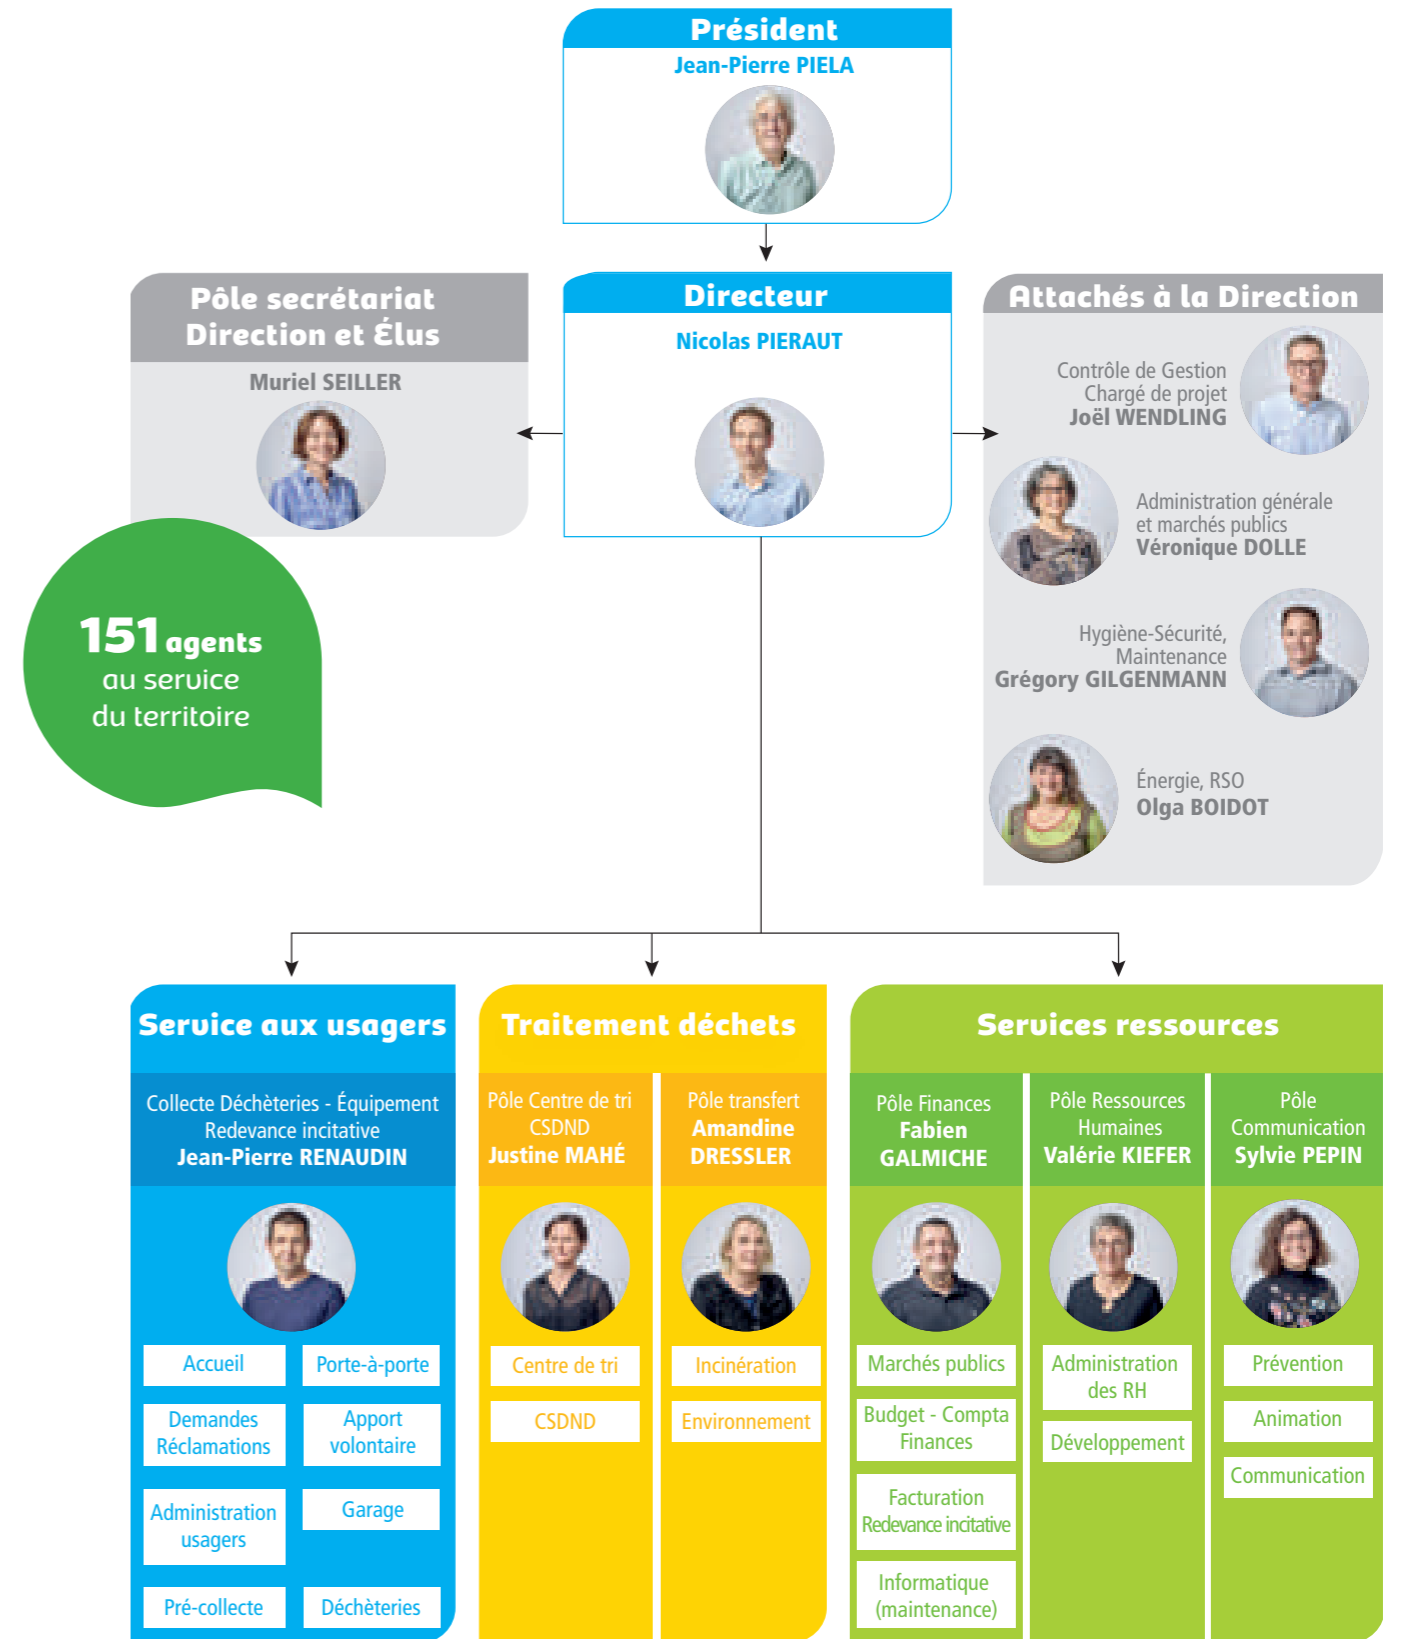 Président
Jean-Pierre PIELA
Pôle secrétariat
Direction et Élus
Muriel SEILLER
Directeur
Nicolas PIERAUT
Attachés à la Direction
Contrôle de Gestion
Chargé de projet
Joël WENDLING
Administration générale
et marchés publics
Véronique DOLLE
Hygiène-Sécurité,
Maintenance
Grégory GILGENMANN
Énergie, RSO
Olga BOIDOT
151 agents
au service
du territoire
Service aux usagers
Collecte Déchèteries - Équipement
Redevance incitative
Jean-Pierre RENAUDIN
Accueil
Porte-à-porte
Demandes
Réclamations
Apport
volontaire
Administration
usagers
Garage
Pré-collecte
Déchèteries
Traitement déchets
Pôle Centre de tri
CSDND
Justine MAHÉ
Centre de tri
CSDND
Pôle transfert
Amandine
DRESSLER
Incinération
Environnement
Services ressources
Pôle Finances
Fabien
GALMICHE
Marchés publics
Budget - Compta
Finances
Facturation
Redevance incitative
Informatique
(maintenance)
Pôle Ressources
Humaines
Valérie KIEFER
Administration
des RH
Développement
Pôle
Communication
Sylvie PEPIN
Prévention
Animation
Communication